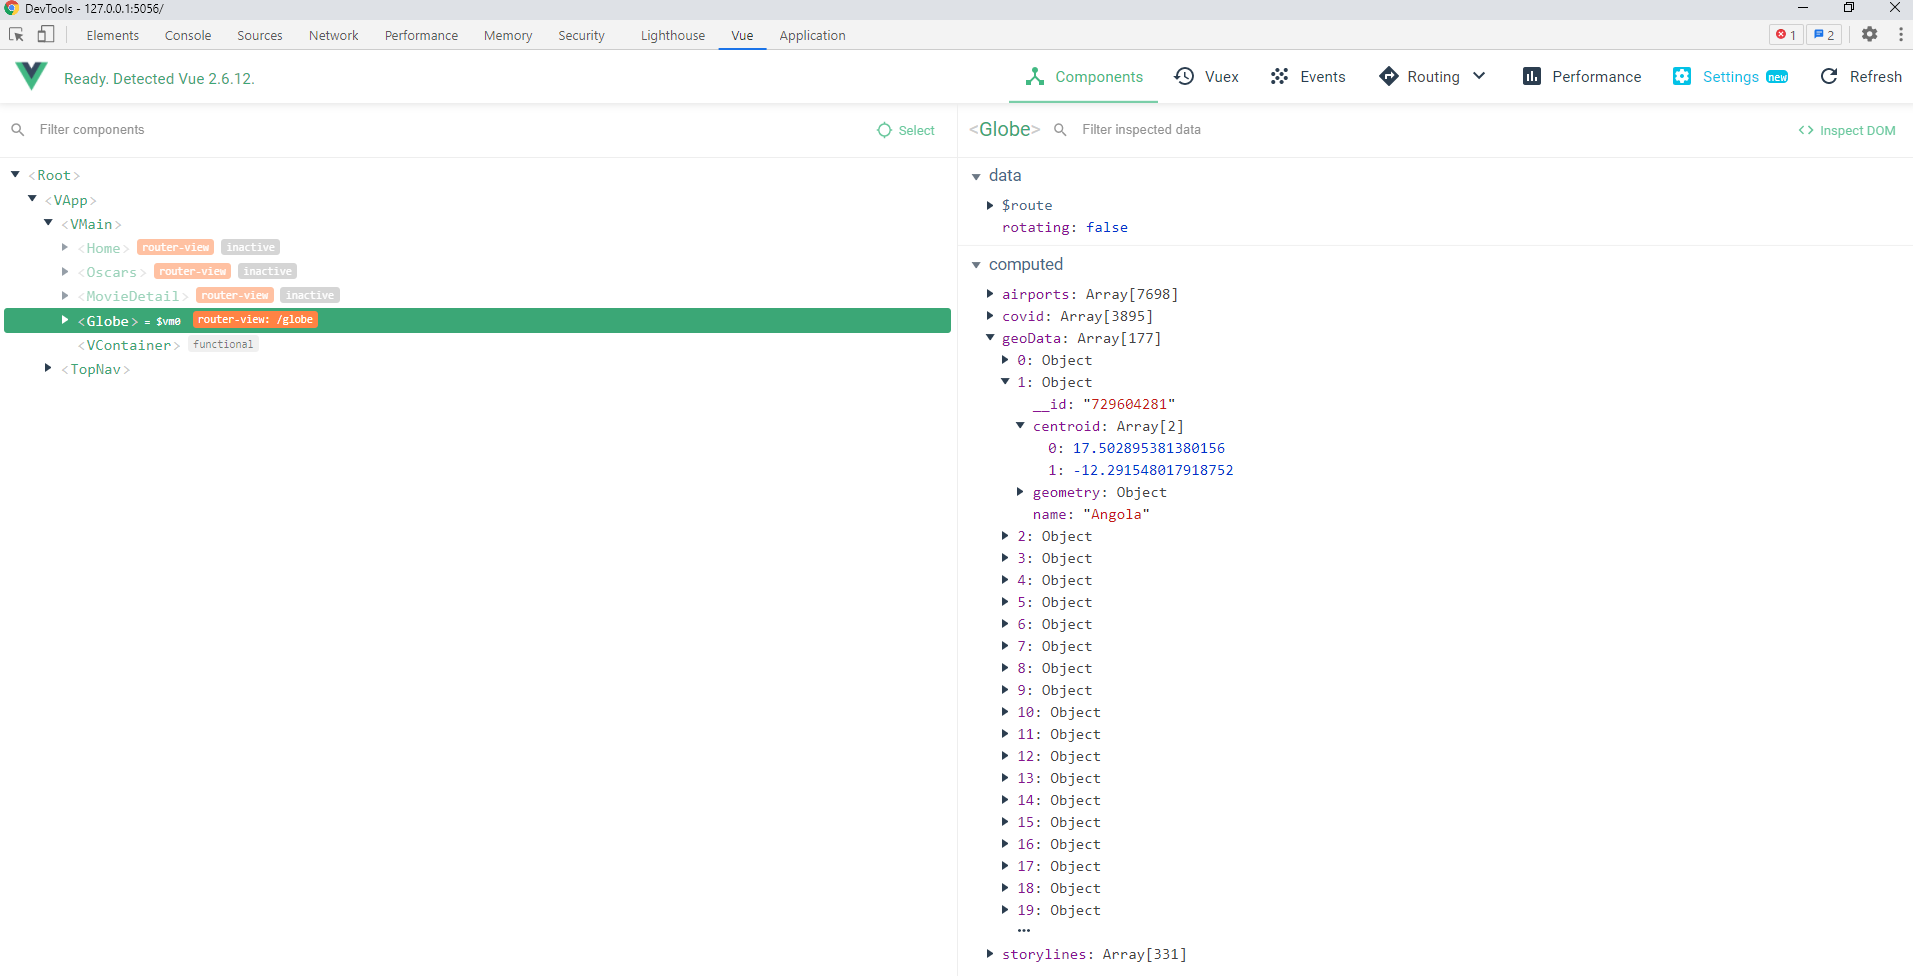 DevTools - 127.0.0.1:5056/
Elements Console Sources Network Performance Memory Security Lighthouse Vue Application 1 2
Ready. Detected Vue 2.6.12.
Components Vuex Events Routing Performance Settings new Refresh
Filter components Select
<Root>
<VApp>
<VMain>
<Home> router-view inactive
<Oscars> router-view inactive
<MovieDetail> router-view inactive
<Globe> = $vm0 router-view: /globe
<VContainer> functional
<TopNav>
<Globe> Filter inspected data <> Inspect DOM
data
$route
rotating: false
computed
airports: Array[7698]
covid: Array[3895]
geoData: Array[177]
0: Object
1: Object
__id: "729604281"
centroid: Array[2]
0: 17.502895381380156
1: -12.291548017918752
geometry: Object
name: "Angola"
2: Object
3: Object
4: Object
5: Object
6: Object
7: Object
8: Object
9: Object
10: Object
11: Object
12: Object
13: Object
14: Object
15: Object
16: Object
17: Object
18: Object
19: Object
...
storylines: Array[331]